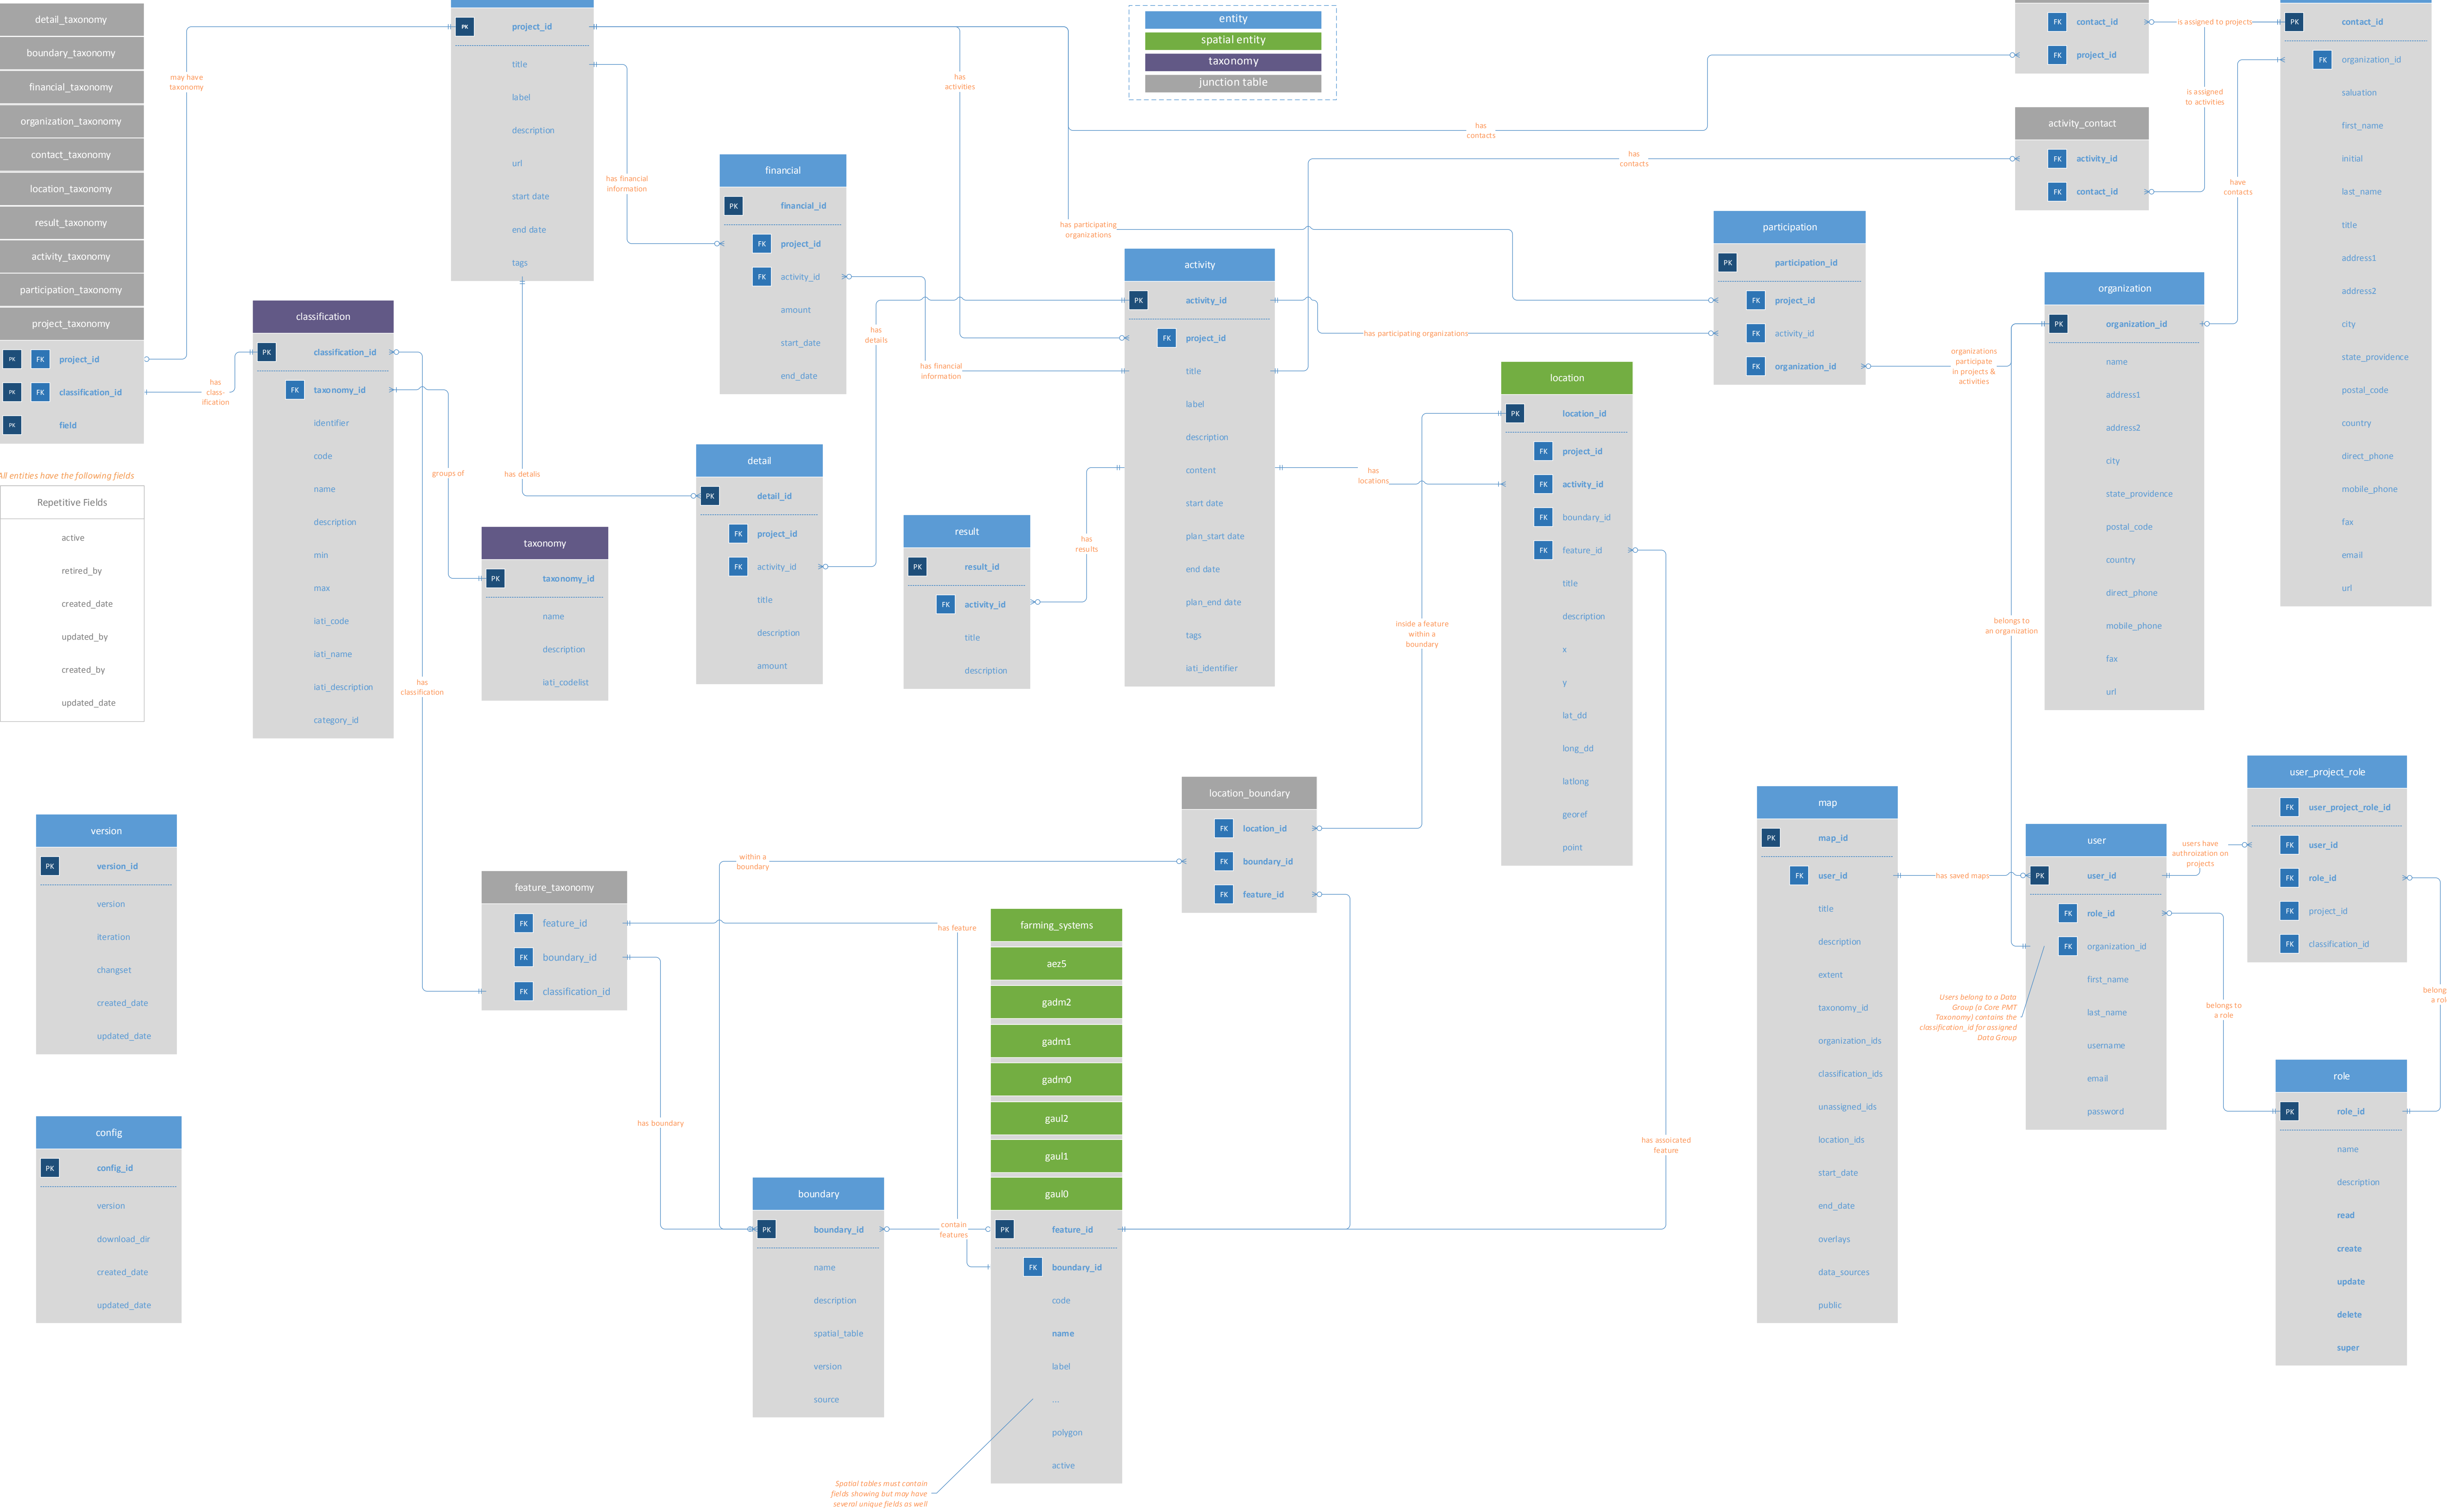 detail_taxonomy
boundary_taxonomy
financial_taxonomy
organization_taxonomy
contact_taxonomy
location_taxonomy
result_taxonomy
activity_taxonomy
participation_taxonomy
project_taxonomy
PK FK project_id
PK FK classification_id
PK field
All entities have the following fields
Repetitive Fields
active
retired_by
created_date
updated_by
created_by
updated_date
may have
taxonomy
has
class-
ification
classification
PK classification_id
FK taxonomy_id
identifier
code
name
description
min
max
iati_code
iati_name
iati_description
category_id
groups of
has
classification
PK project_id
title
label
description
url
start date
end date
tags
has financial
information
has detalis
taxonomy
PK taxonomy_id
name
description
iati_codelist
financial
PK financial_id
FK project_id
FK activity_id
amount
start_date
end_date
detail
PK detail_id
FK project_id
FK activity_id
title
description
amount
has
activities
has
details
has financial
information
result
PK result_id
FK activity_id
title
description
has
results
entity
spatial entity
taxonomy
junction table
has participating
organizations
activity
PK activity_id
FK project_id
title
label
description
content
start date
plan_start date
end date
plan_end date
tags
iati_identifier
has
contacts
has
contacts
has participating organizations
has
locations
inside a feature
within a
boundary
location
PK location_id
FK project_id
FK activity_id
FK boundary_id
FK feature_id
title
description
x
y
lat_dd
long_dd
latlong
georef
point
participation
PK participation_id
FK project_id
FK activity_id
FK organization_id
organizations
participate
in projects &
activities
FK contact_id
FK project_id
is assigned to projects
is assigned
to activities
activity_contact
FK activity_id
FK contact_id
have
contacts
organization
PK organization_id
name
address1
address2
city
state_providence
postal_code
country
direct_phone
mobile_phone
fax
url
PK contact_id
FK organization_id
saluation
first_name
initial
last_name
title
address1
address2
city
state_providence
postal_code
country
direct_phone
mobile_phone
fax
email
url
belongs to
an organization
version
PK version_id
version
iteration
changset
created_date
updated_date
config
PK config_id
version
download_dir
created_date
updated_date
feature_taxonomy
FK feature_id
FK boundary_id
FK classification_id
within a
boundary
has feature
has boundary
location_boundary
FK location_id
FK boundary_id
FK feature_id
boundary
PK boundary_id
name
description
spatial_table
version
source
contain
features
farming_systems
aez5
gadm2
gadm1
gadm0
gaul2
gaul1
gaul0
PK feature_id
FK boundary_id
code
name
label
...
polygon
active
Spatial tables must contain
fields showing but may have
several unique fields as well
has assoicated
feature
map
PK map_id
FK user_id
title
description
extent
taxonomy_id
organization_ids
classification_ids
unassigned_ids
location_ids
start_date
end_date
overlays
data_sources
public
has saved maps
user
PK user_id
FK role_id
FK organization_id
first_name
last_name
username
email
password
Users belong to a Data
Group (a Core PMT
Taxonomy) contains the
classification_id for assigned
Data Group
users have
authroization on
projects
user_project_role
FK user_project_role_id
FK user_id
FK role_id
FK project_id
FK classification_id
belongs to
a role
belong
a rol
role
PK role_id
name
description
read
create
update
delete
super